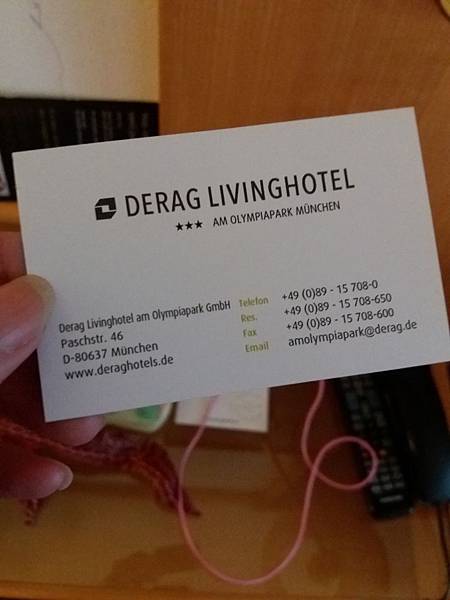 DERAG LIVINGHOTEL
★★★ AM OLYMPIAPARK MÜNCHEN
Derag Livinghotel am Olympiapark GmbH
Paschstr. 46
D-80637 München
www.deraghotels.de
Telefon +49 (0)89 - 15 708-0
Res. +49 (0)89 - 15 708-650
Fax +49 (0)89 - 15 708-600
Email amolympiapark@derag.de